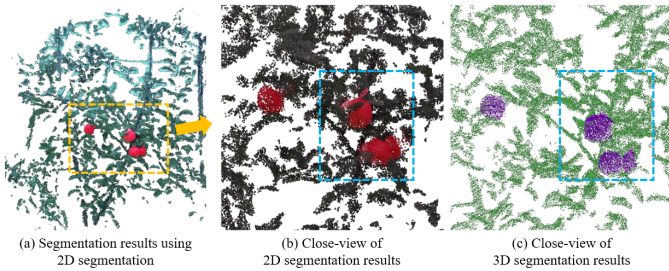 (a) Segmentation results using
2D segmentation
(b) Close-view of
2D segmentation results
(c) Close-view of
3D segmentation results